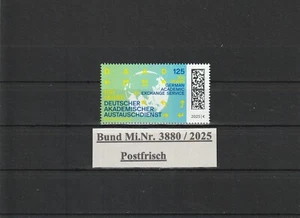 125
GERMAN
ACADEMIC
EXCHANGE SERVICE
DEUTSCHER
AKADEMISCHER
AUSTAUSCHDIENST
Bund Mi.Nr. 3880 / 2025
Postfrisch